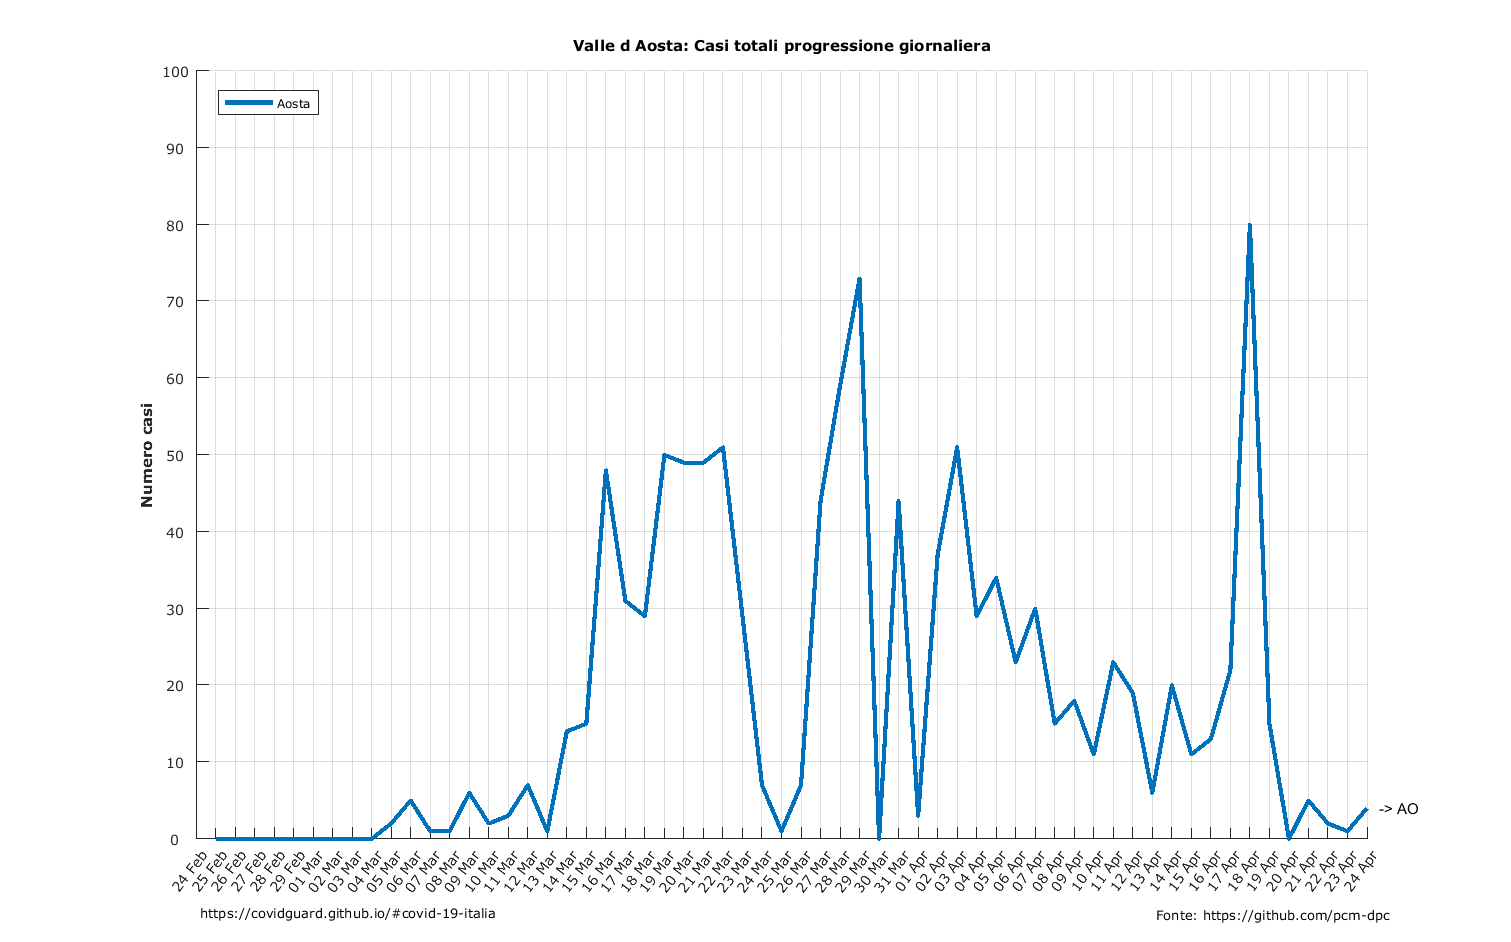 Valle d Aosta: Casi totali progressione giornaliera
Aosta
100
90
80
70
60
50
40
30
20
10
0
Numero casi
-> AO
24 Feb
25 Feb
26 Feb
27 Feb
28 Feb
29 Feb
01 Mar
02 Mar
03 Mar
04 Mar
05 Mar
06 Mar
07 Mar
08 Mar
09 Mar
10 Mar
11 Mar
12 Mar
13 Mar
14 Mar
15 Mar
16 Mar
17 Mar
18 Mar
19 Mar
20 Mar
21 Mar
22 Mar
23 Mar
24 Mar
25 Mar
26 Mar
27 Mar
28 Mar
29 Mar
30 Mar
31 Mar
01 Apr
02 Apr
03 Apr
04 Apr
05 Apr
06 Apr
07 Apr
08 Apr
09 Apr
10 Apr
11 Apr
12 Apr
13 Apr
14 Apr
15 Apr
16 Apr
17 Apr
18 Apr
19 Apr
20 Apr
21 Apr
22 Apr
23 Apr
24 Apr
https://covidguard.github.io/#covid-19-italia
Fonte: https://github.com/pcm-dpc